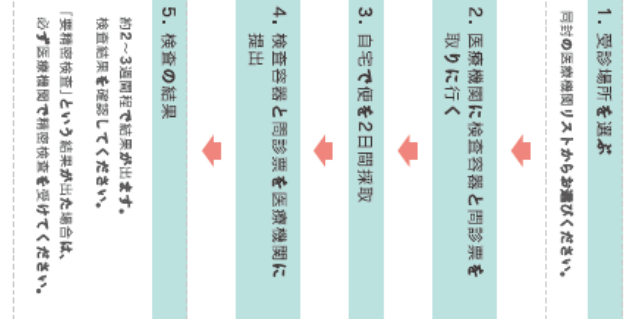 1. 受診場所を選ぶ
同封の医療機関リストからお選びください。
2. 医療機関に検査容器と問診票を
取りに行く
3. 自宅で便を2日間採取
4. 検査容器と問診票を医療機関に
提出
5. 検査の結果
約2～3週間程で結果が出ます。
検査結果を確認してください。
「要精密検査」という結果が出た場合は、
必ず医療機関で精密検査を受けてください。